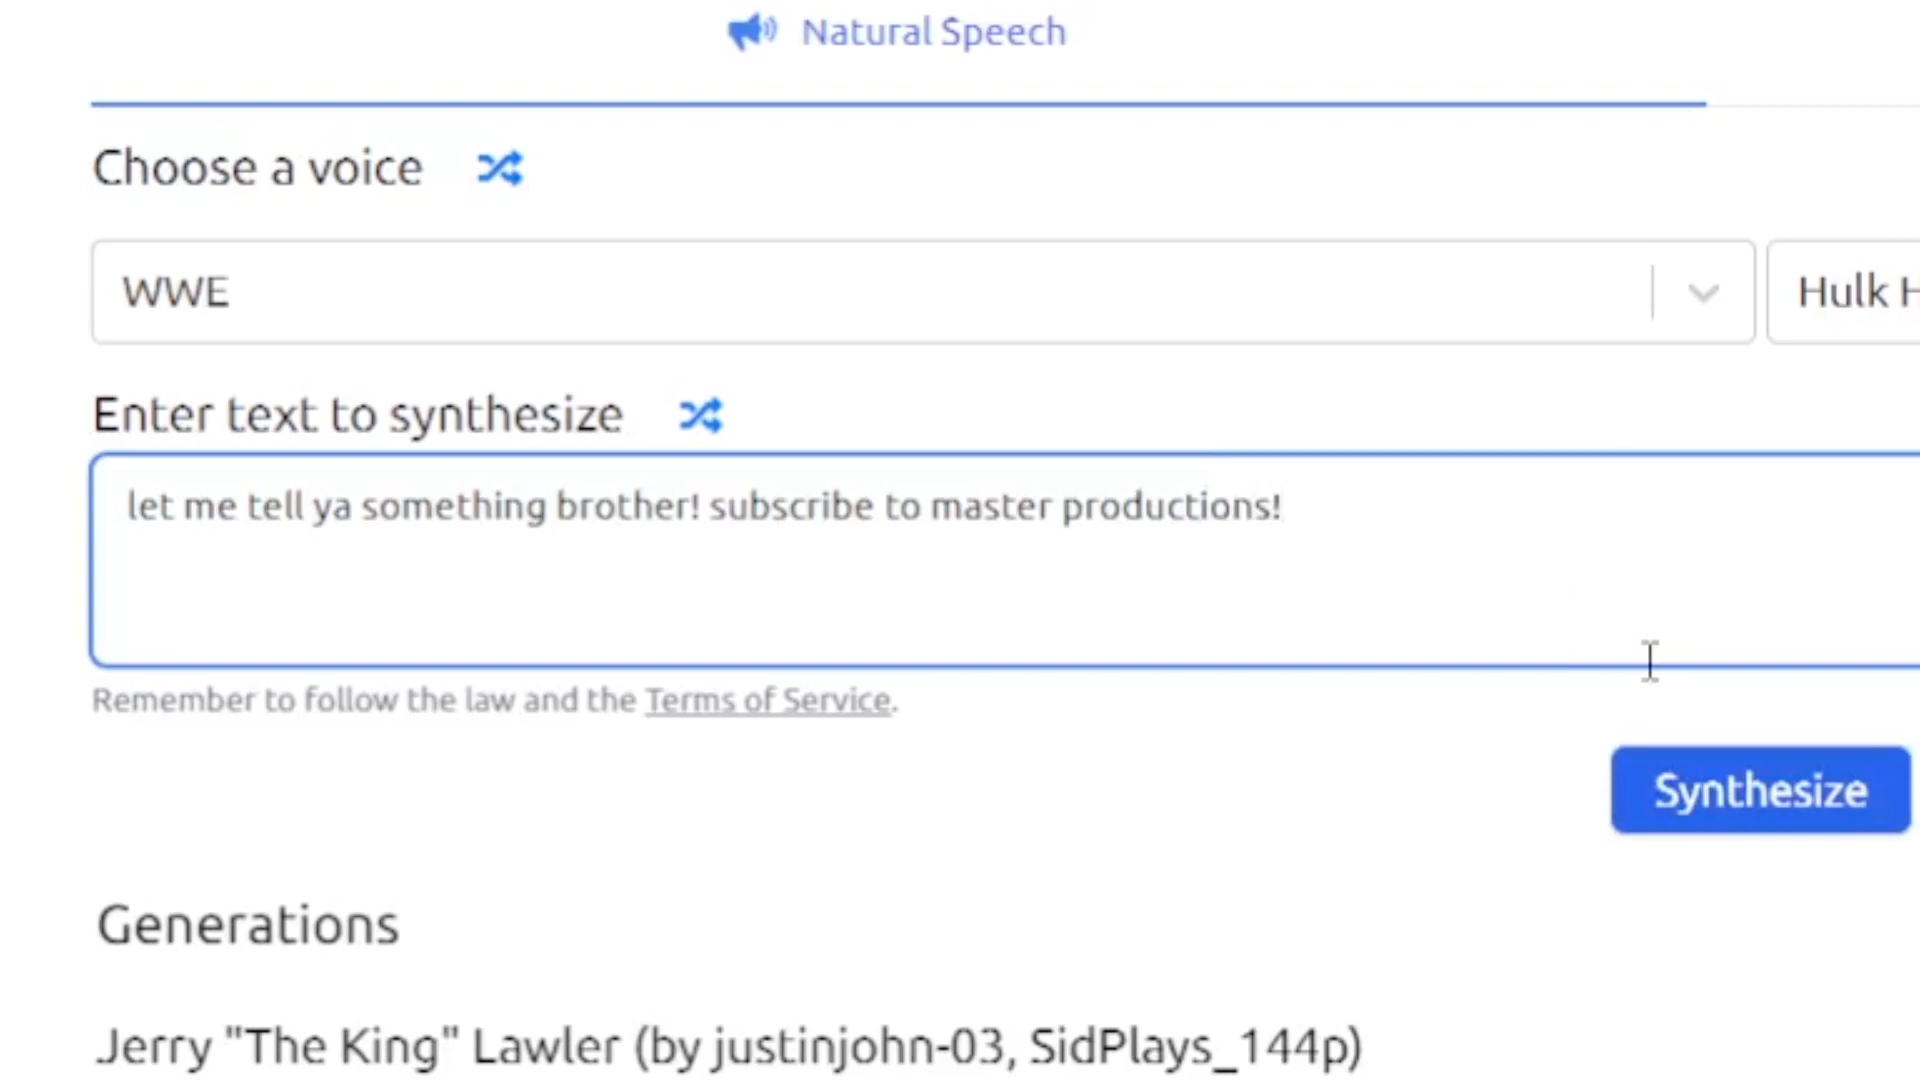 Natural Speech
Choose a voice
WWE
Hulk H
Enter text to synthesize
let me tell ya something brother! subscribe to master productions!
Remember to follow the law and the Terms of Service.
Synthesize
Generations
Jerry "The King" Lawler (by justinjohn-03, SidPlays_144p)